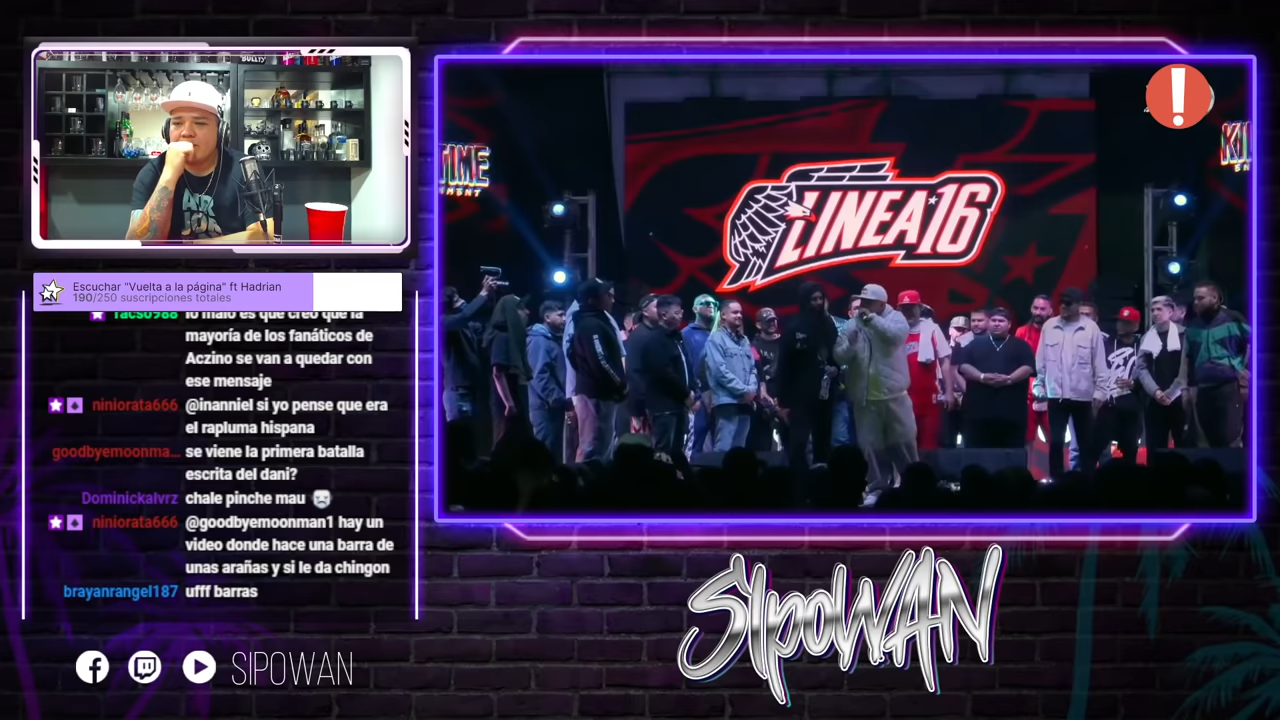 BULLY
Escuchar "Vuelta a la página" ft Hadrian
190/250 suscripciones totales
lo malo es que creo que la
mayoría de los fanáticos de
Aczino se van a quedar con
ese mensaje
niniorata666 @inanniel si yo pense que era
el rapluma hispana
goodbyemoonma... se viene la primera batalla
escrita del dani?
Dominickalvrz chale pinche mau
niniorata666 @goodbyemoonman1 hay un
video donde hace una barra de
unas arañas y si le da chingon
brayanrangel187 ufff barras
SIPOWAN
TIME
LINEA16
KIL
!
SIPOWAN